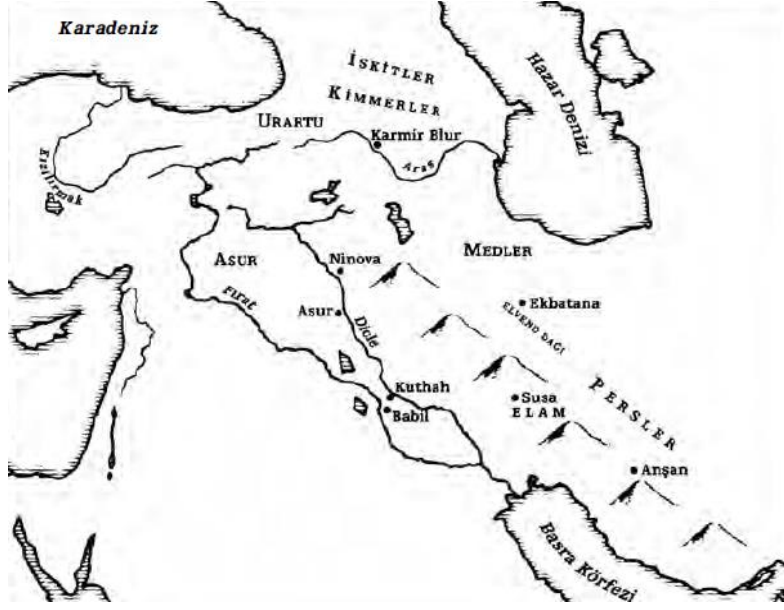 Karadeniz
İSKİTLER
KİMMERLER
Hazar Denizi
URARTU
Karmir Blur
Aras
Kızılırmak
MEDLER
ASUR
Ninova
Fırat
Asur
Dicle
Ekbatana
ELVEND DAĞI
Kuthah
Babil
Susa
ELAM
PERSLER
Anşan
Basra Körfezi